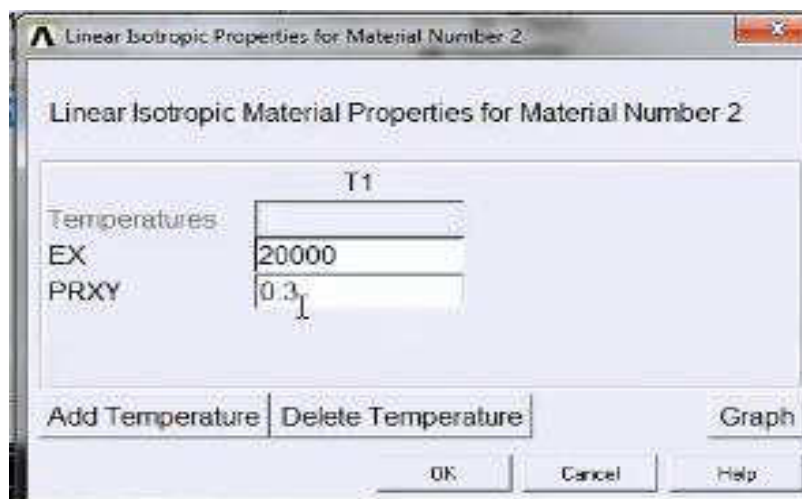 Linear Isotropic Properties for Material Number 2
Linear Isotropic Material Properties for Material Number 2
T1
Temperatures
EX 20000
PRXY 0.3
Add Temperature Delete Temperature Graph
OK Cancel Help